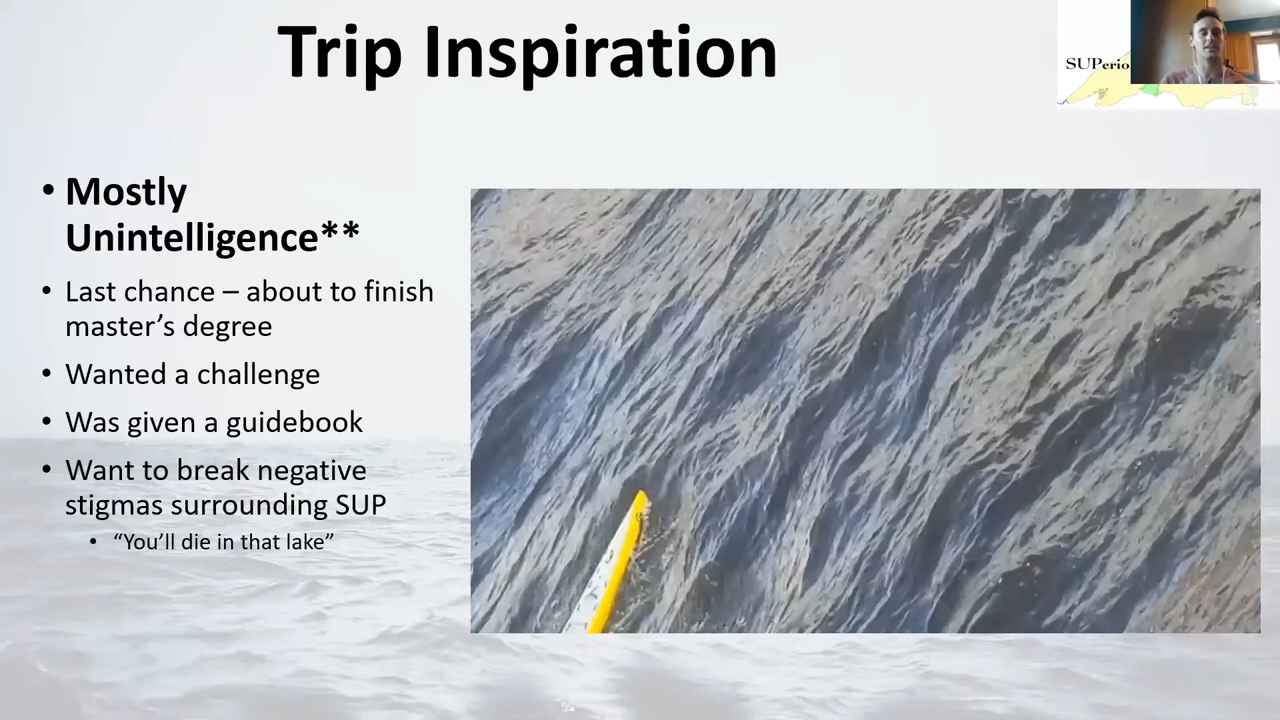 Trip Inspiration
SUPerio
• Mostly
Unintelligence**
• Last chance – about to finish
master’s degree
• Wanted a challenge
• Was given a guidebook
• Want to break negative
stigmas surrounding SUP
• “You’ll die in that lake”